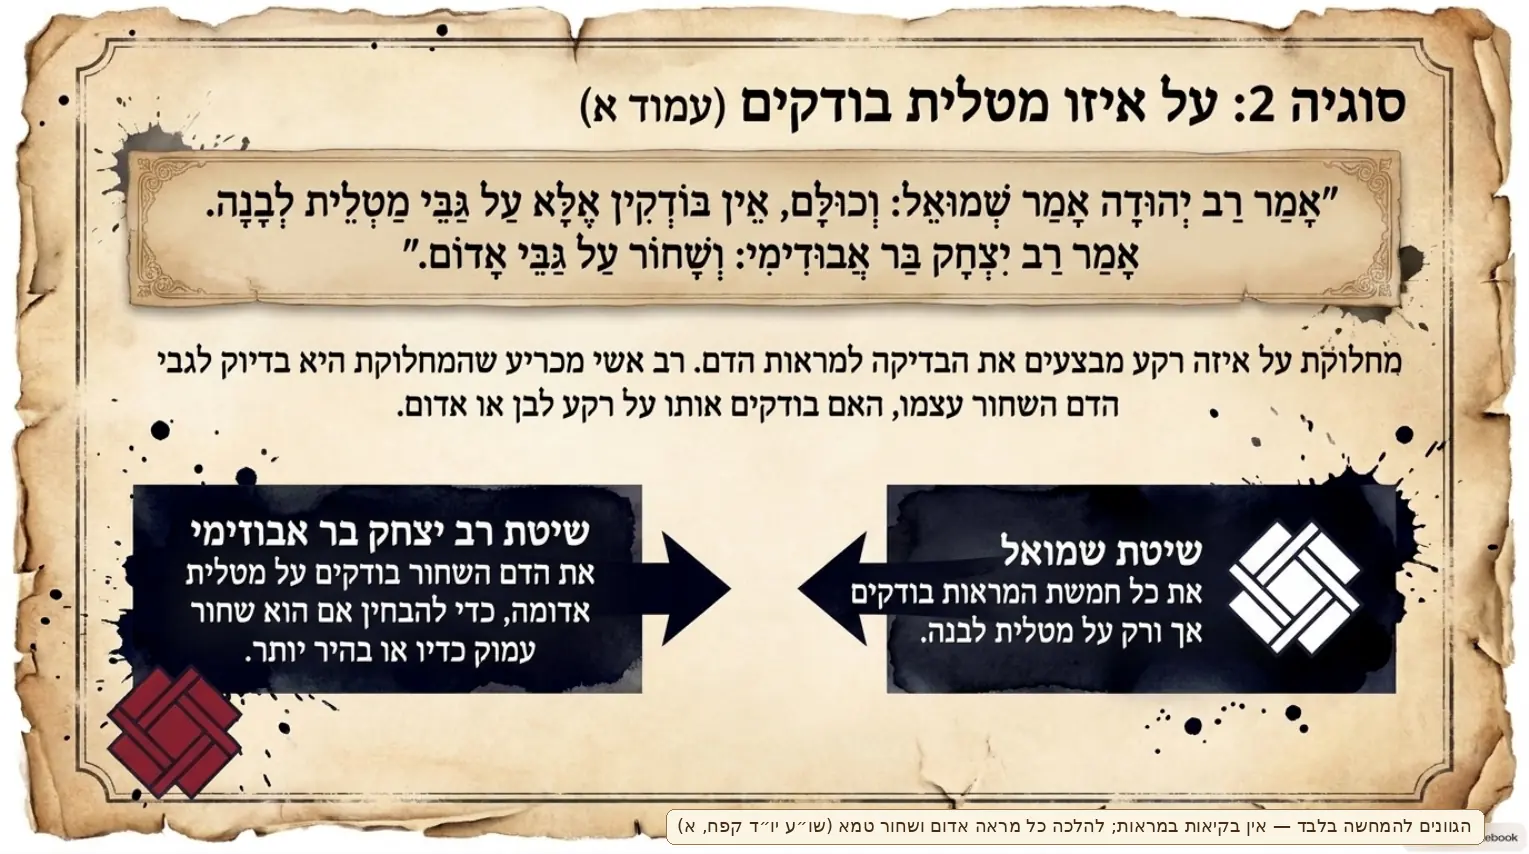 סוגיה 2: על איזו מטלית בודקים (עמוד א)
"אָמַר רַב יְהוּדָה אָמַר שְׁמוּאֵל: וְכוּלָּם, אֵין בּוֹדְקִין אֶלָּא עַל גַּבֵּי מַטְלֵית לְבָנָה.
אָמַר רַב יִצְחָק בַּר אֲבוּדִימִי: וְשָׁחוֹר עַל גַּבֵּי אָדוֹם."
מחלוקת על איזה רקע מבצעים את הבדיקה למראות הדם. רב אשי מכריע שהמחלוקת היא בדיוק לגבי
הדם השחור עצמו, האם בודקים אותו על רקע לבן או אדום.
שיטת שמואל
את כל חמשת המראות בודקים
אך ורק על מטלית לבנה.
שיטת רב יצחק בר אבוזימי
את הדם השחור בודקים על מטלית
אדומה, כדי להבחין אם הוא שחור
עמוק כדיו או בהיר יותר.
הגוונים להמחשה בלבד — אין בקיאות במראות; להלכה כל מראה אדום ושחור טמא (שו״ע יו״ד קפח, א)
ebook